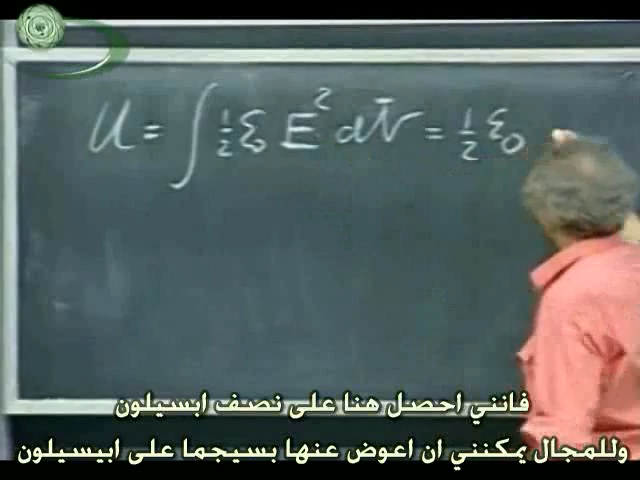 U = ∫ ½ ε₀ E² dV = ½ ε₀
فانني احصل هنا على نصف ابسيلون
وللمجال يمكنني ان اعوض عنها بسيجما على ابيسيلون